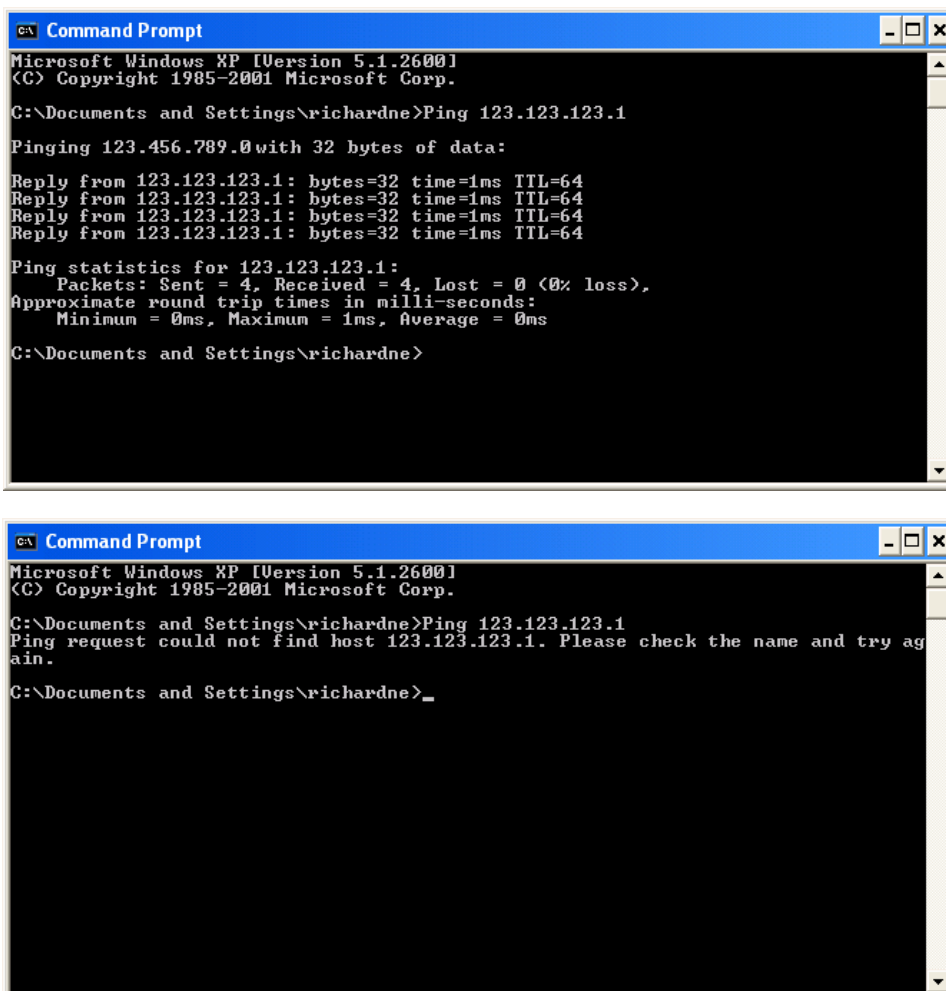 Command Prompt
Microsoft Windows XP [Version 5.1.2600]
(C) Copyright 1985-2001 Microsoft Corp.
C:\Documents and Settings\richardne>Ping 123.123.123.1
Pinging 123.456.789.0 with 32 bytes of data:
Reply from 123.123.123.1: bytes=32 time=1ms TTL=64
Reply from 123.123.123.1: bytes=32 time=1ms TTL=64
Reply from 123.123.123.1: bytes=32 time=1ms TTL=64
Reply from 123.123.123.1: bytes=32 time=1ms TTL=64
Ping statistics for 123.123.123.1:
Packets: Sent = 4, Received = 4, Lost = 0 (0% loss),
Approximate round trip times in milli-seconds:
Minimum = 0ms, Maximum = 1ms, Average = 0ms
C:\Documents and Settings\richardne>
Command Prompt
Microsoft Windows XP [Version 5.1.2600]
(C) Copyright 1985-2001 Microsoft Corp.
C:\Documents and Settings\richardne>Ping 123.123.123.1
Ping request could not find host 123.123.123.1. Please check the name and try ag
ain.
C:\Documents and Settings\richardne>_